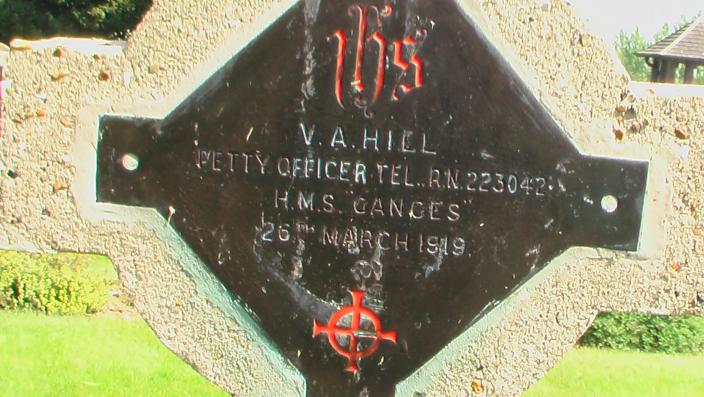 IHS
V. A. HILL
PETTY OFFICER TEL. R.N. 223042
H.M.S. GANGES"
26TH MARCH 1919